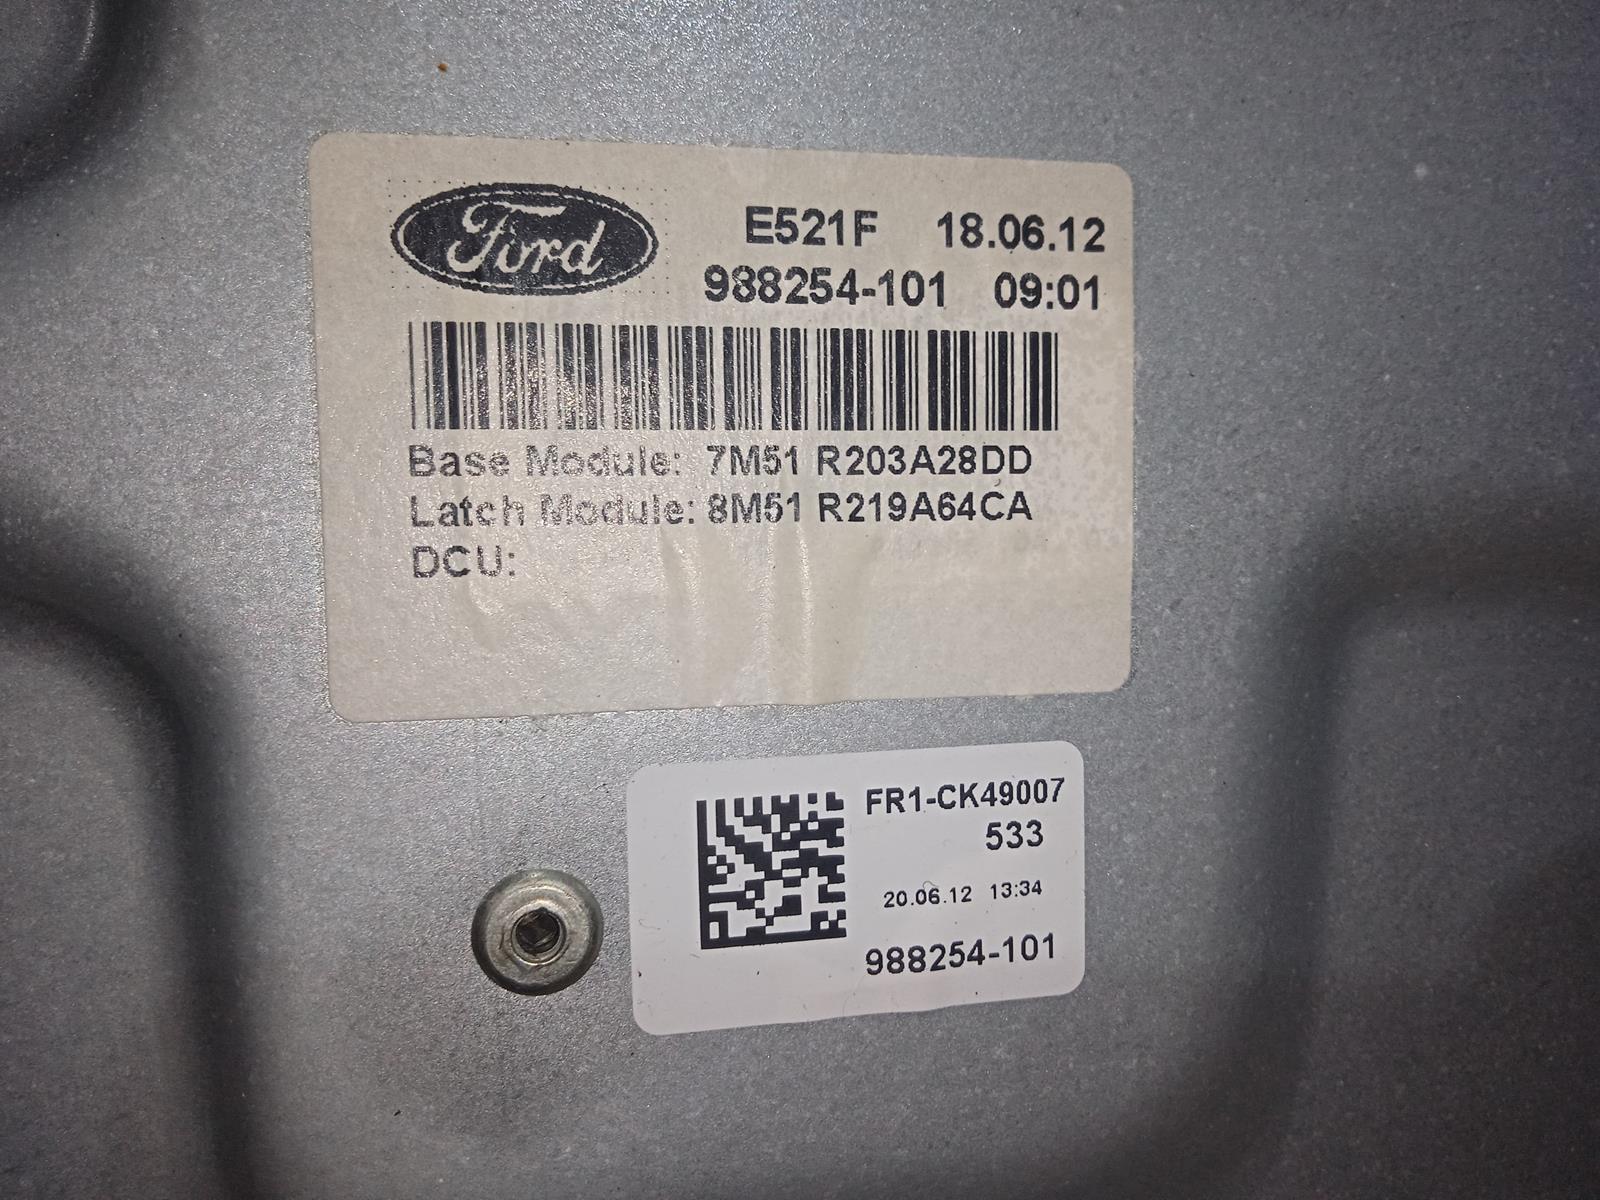 Ford
E521F 18.06.12
988254-101 09:01
Base Module: 7M51 R203A28DD
Latch Module: 8M51 R219A64CA
DCU:
FR1-CK49007
533
20.06.12 13:34
988254-101